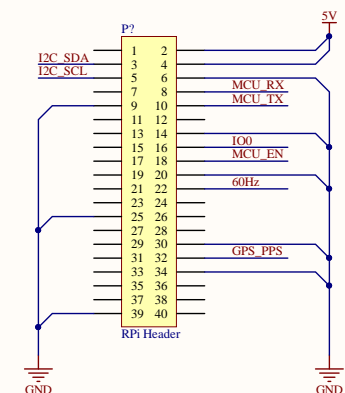 5V
P?
1 2
I2C_SDA 3 4
I2C_SCL 5 6
7 8 MCU_RX
9 10 MCU_TX
11 12
13 14
15 16 IO0
17 18 MCU_EN
19 20
21 22 60Hz
23 24
25 26
27 28
29 30
31 32 GPS_PPS
33 34
35 36
37 38
39 40
RPi Header
GND GND